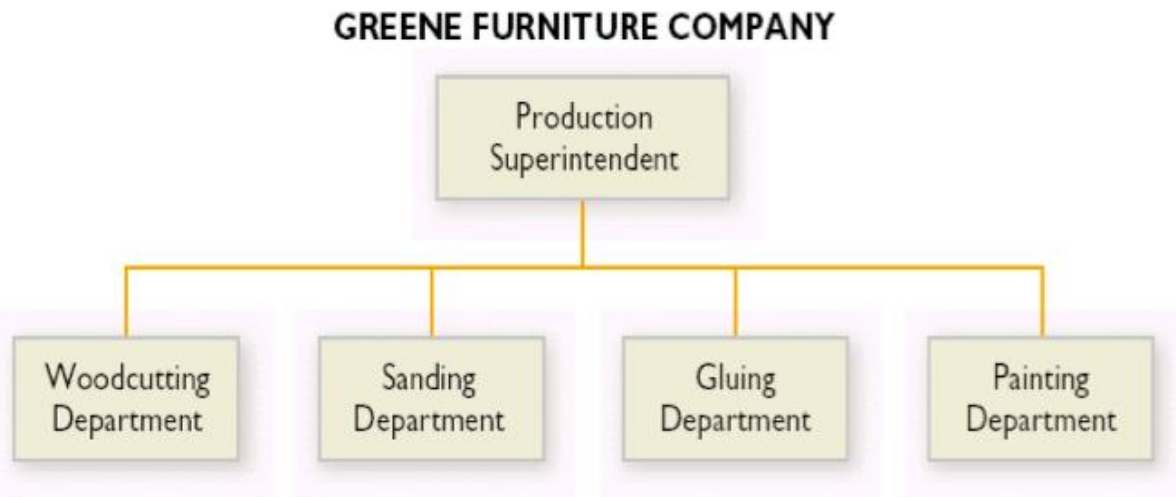 GREENE FURNITURE COMPANY
Production
Superintendent
Woodcutting
Department
Sanding
Department
Gluing
Department
Painting
Department